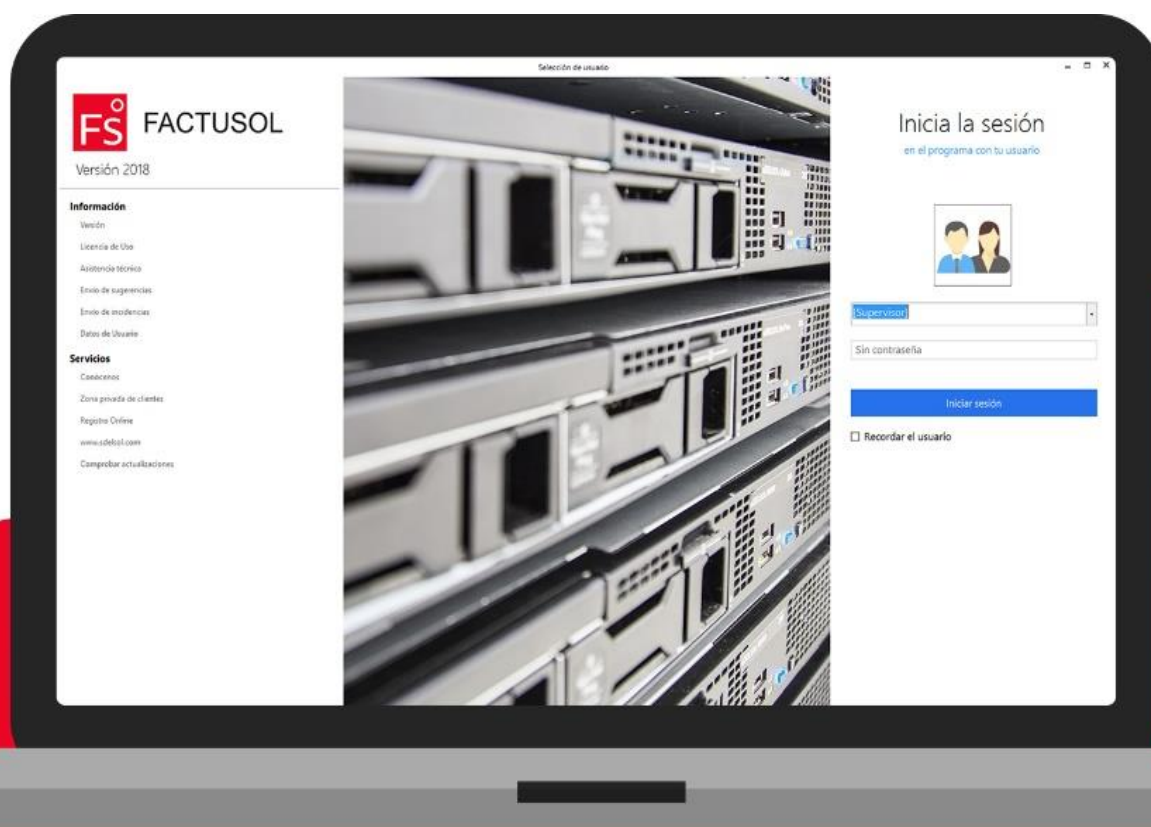 Selección de usuario
FS
FACTUSOL
Versión 2018
Información
Versión
Licencia de Uso
Asistencia técnica
Envío de sugerencias
Envío de incidencias
Datos de Usuario
Servicios
Conócenos
Zona privada de clientes
Registro Online
www.sdelsol.com
Comprobar actualizaciones
Inicia la sesión
en el programa con tu usuario
[Supervisor]
Sin contraseña
Iniciar sesión
Recordar el usuario